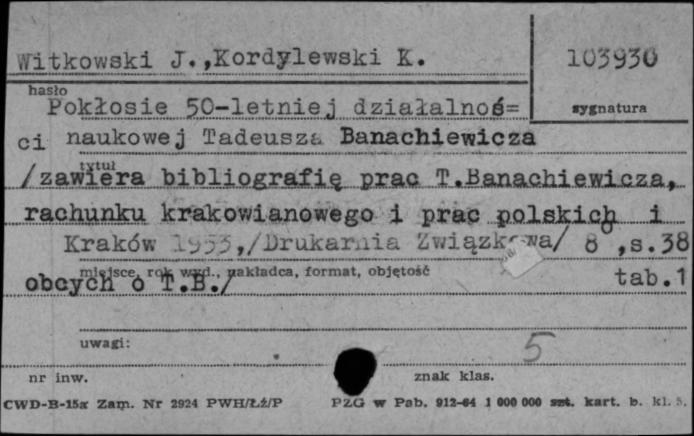 Witkowski J.,Kordylewski K.
103930
hasło
sygnatura
Pokłosie 50-letniej działalnoś=
ci naukowej Tadeusza Banachiewicza
tytuł
/zawiera bibliografię prac T.Banachiewicza,
rachunku krakowianowego i prac polskich i
Kraków 1953,/Drukarnia Związkowa/ 8⁰,s.38
miejsce, rok wyd., nakładca, format, objętość
obcych o T.B./ tab.1
uwagi:
5
nr inw. znak klas.
CWD-B-15a Zam. Nr 2924 PWH/Łż/P PZG w Pab. 912-64 1 000 000 szt. kart. b. kl. 5.